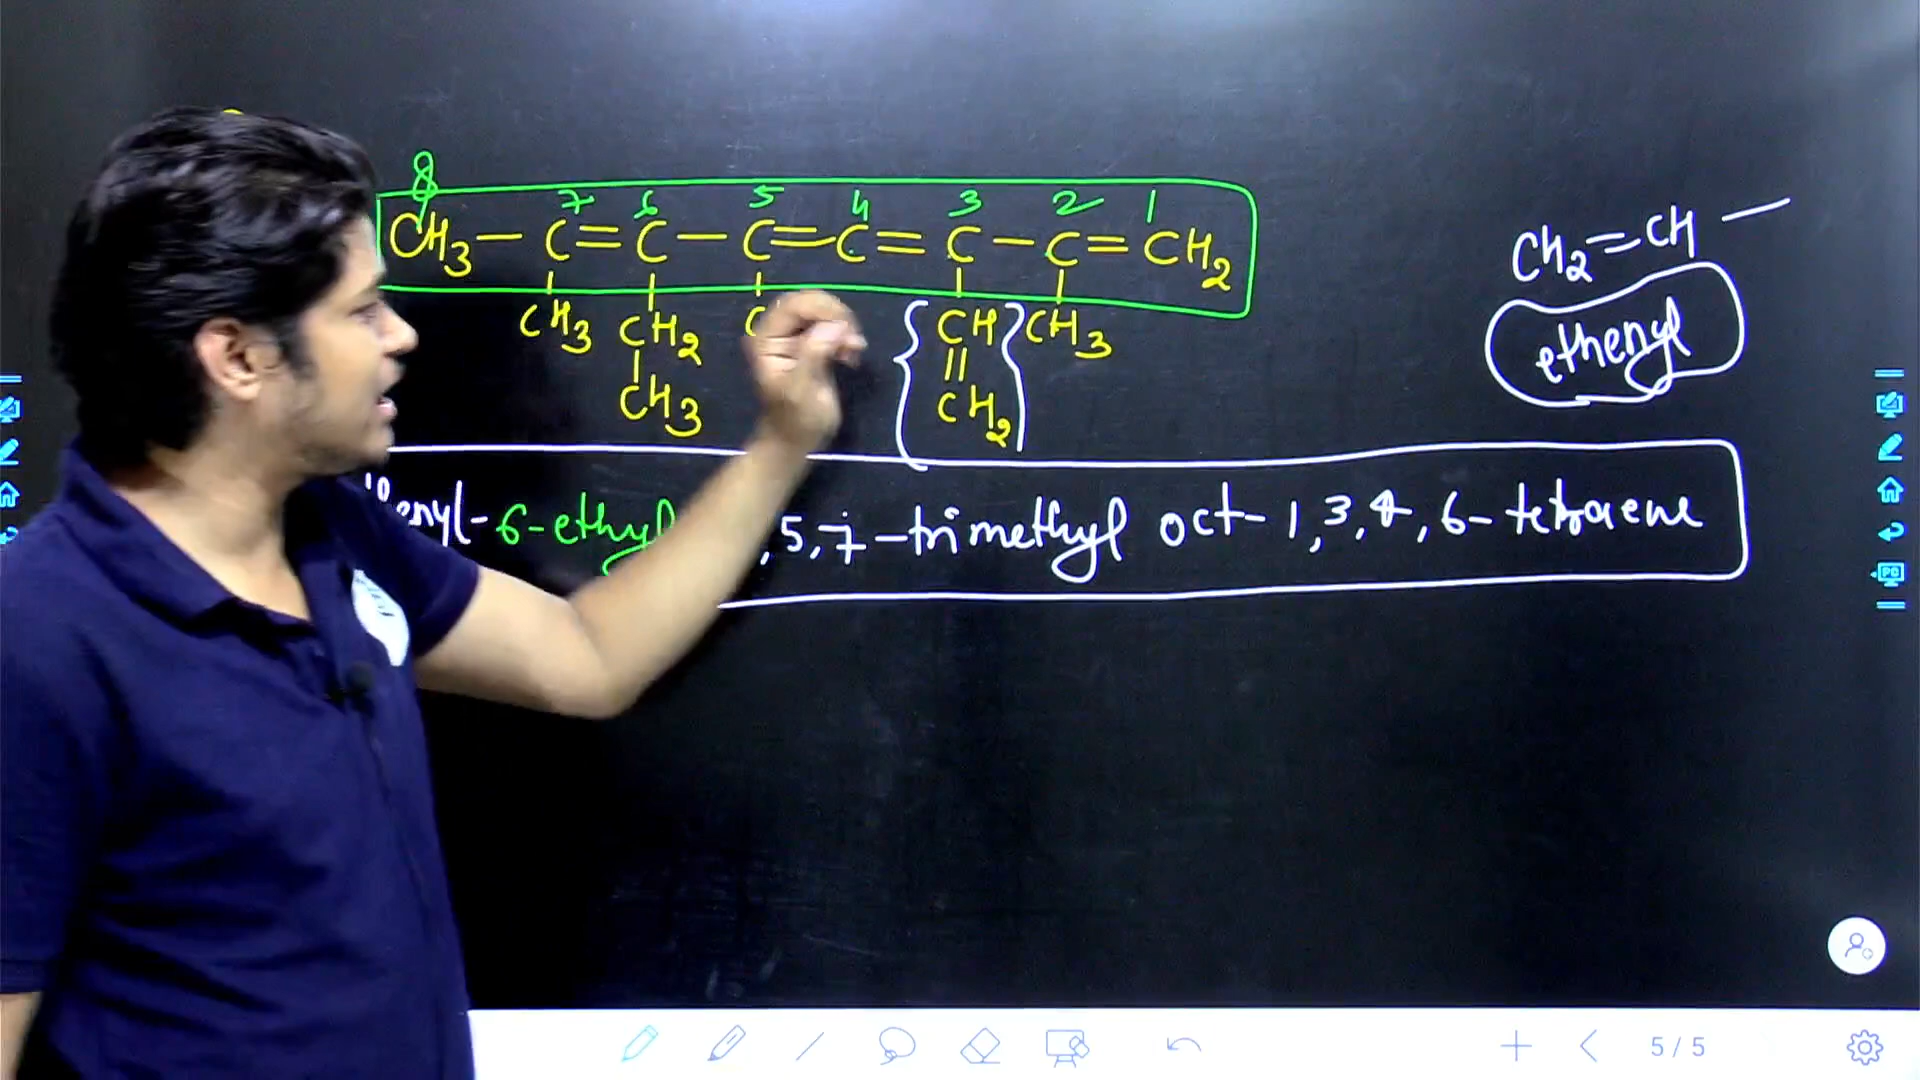 8 7 6 5 4 3 2 1
CH3—C=C—C=C=C—C=CH2
CH3 CH2 C CH CH3
CH3 CH2
CH2=CH—
ethenyl
enyl-6-ethyl ,5,7-trimethyl oct-1,3,4,6-tetraene
5 / 5